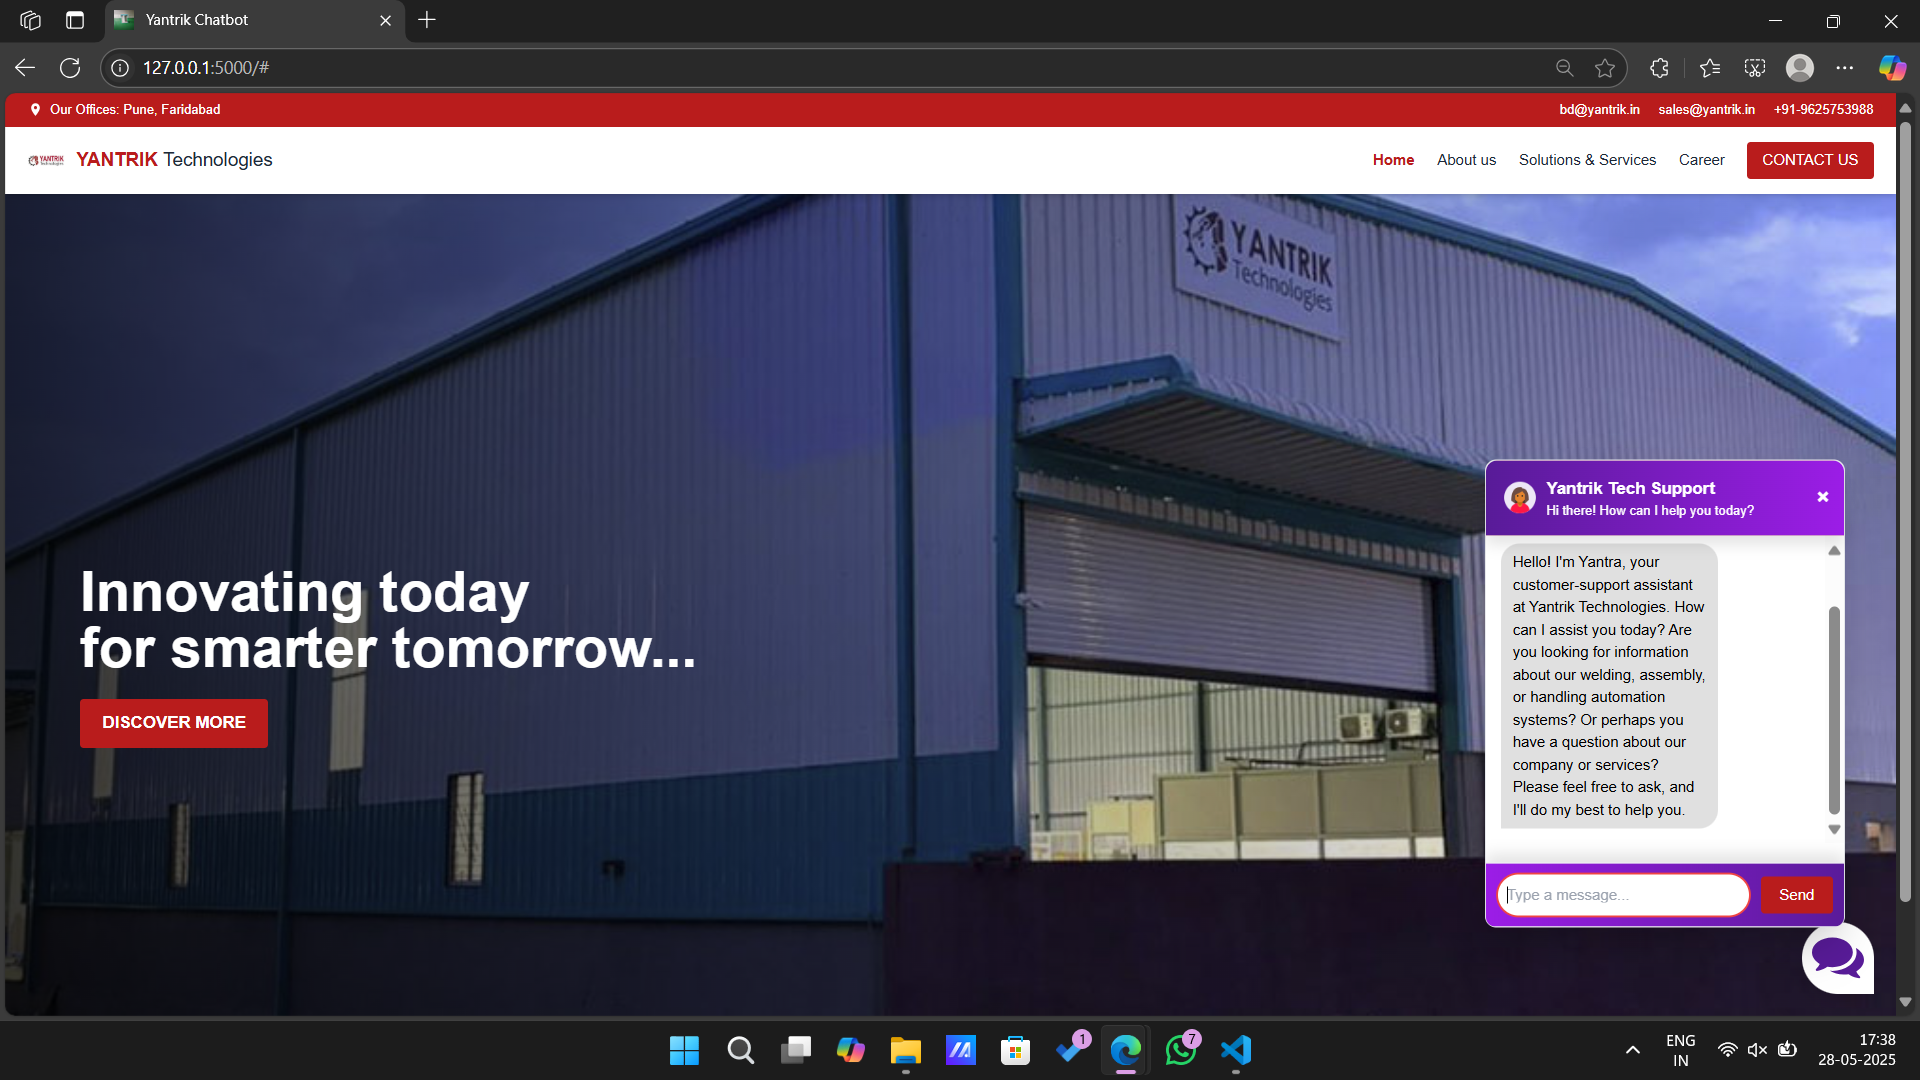 Yantrik Chatbot
127.0.0.1:5000/#
Our Offices: Pune, Faridabad
bd@yantrik.in sales@yantrik.in +91-9625753988
YANTRIK
Technologies
YANTRIK Technologies
Home About us Solutions & Services Career CONTACT US
YANTRIK
Technologies
Innovating today
for smarter tomorrow...
DISCOVER MORE
Yantrik Tech Support
Hi there! How can I help you today?
Hello! I'm Yantra, your
customer-support assistant
at Yantrik Technologies. How
can I assist you today? Are
you looking for information
about our welding, assembly,
or handling automation
systems? Or perhaps you
have a question about our
company or services?
Please feel free to ask, and
I'll do my best to help you.
Type a message...
Send
1
7
ENG
IN
17:38
28-05-2025